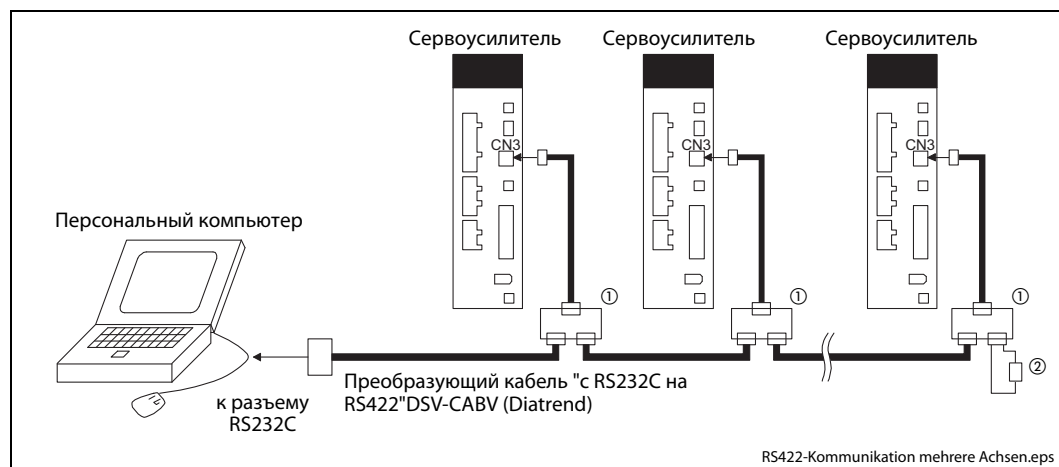 Сервоусилитель Сервоусилитель Сервоусилитель
CN3 CN3 CN3
Персональный компьютер
① ① ①
②
Преобразующий кабель "с RS232C на
RS422"DSV-CABV (Diatrend)
к разъему
RS232C
RS422-Kommunikation mehrere Achsen.eps